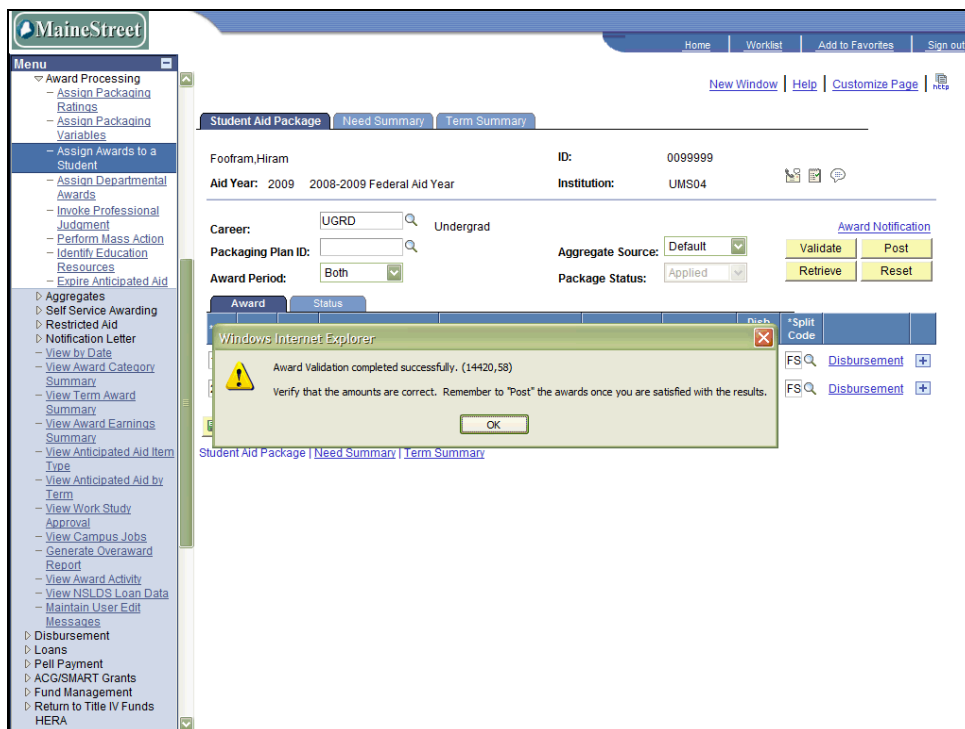 MaineStreet
Home Worklist Add to Favorites Sign out
Menu
Award Processing
Assign Packaging
Ratings
Assign Packaging
Variables
Assign Awards to a
Student
Assign Departmental
Awards
Invoke Professional
Judgment
Perform Mass Action
Identify Education
Resources
Expire Anticipated Aid
Aggregates
Self Service Awarding
Restricted Aid
Notification Letter
View by Date
View Award Category
Summary
View Term Award
Summary
View Award Earnings
Summary
View Anticipated Aid Item
Type
View Anticipated Aid by
Term
View Work Study
Approval
View Campus Jobs
Generate Overaward
Report
View Award Activity
View NSLDS Loan Data
Maintain User Edit
Messages
Disbursement
Loans
Pell Payment
ACG/SMART Grants
Fund Management
Return to Title IV Funds
HERA
New Window | Help | Customize Page | http
Student Aid Package Need Summary Term Summary
Foofram,Hiram ID: 0099999
Aid Year: 2009 2008-2009 Federal Aid Year Institution: UMS04
Career: UGRD Undergrad Award Notification
Packaging Plan ID: Aggregate Source: Default Validate Post
Award Period: Both Package Status: Applied Retrieve Reset
Award Status
*Split
Code
FS Disbursement +
FS Disbursement +
Windows Internet Explorer
Award Validation completed successfully. (14420,58)
Verify that the amounts are correct. Remember to "Post" the awards once you are satisfied with the results.
OK
Student Aid Package | Need Summary | Term Summary